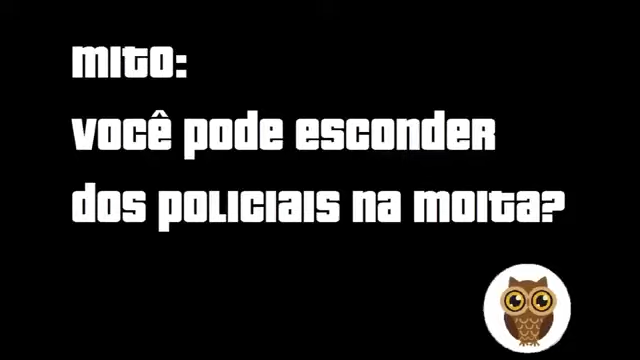 Mito:
Você pode esconder
dos policiais na moita?